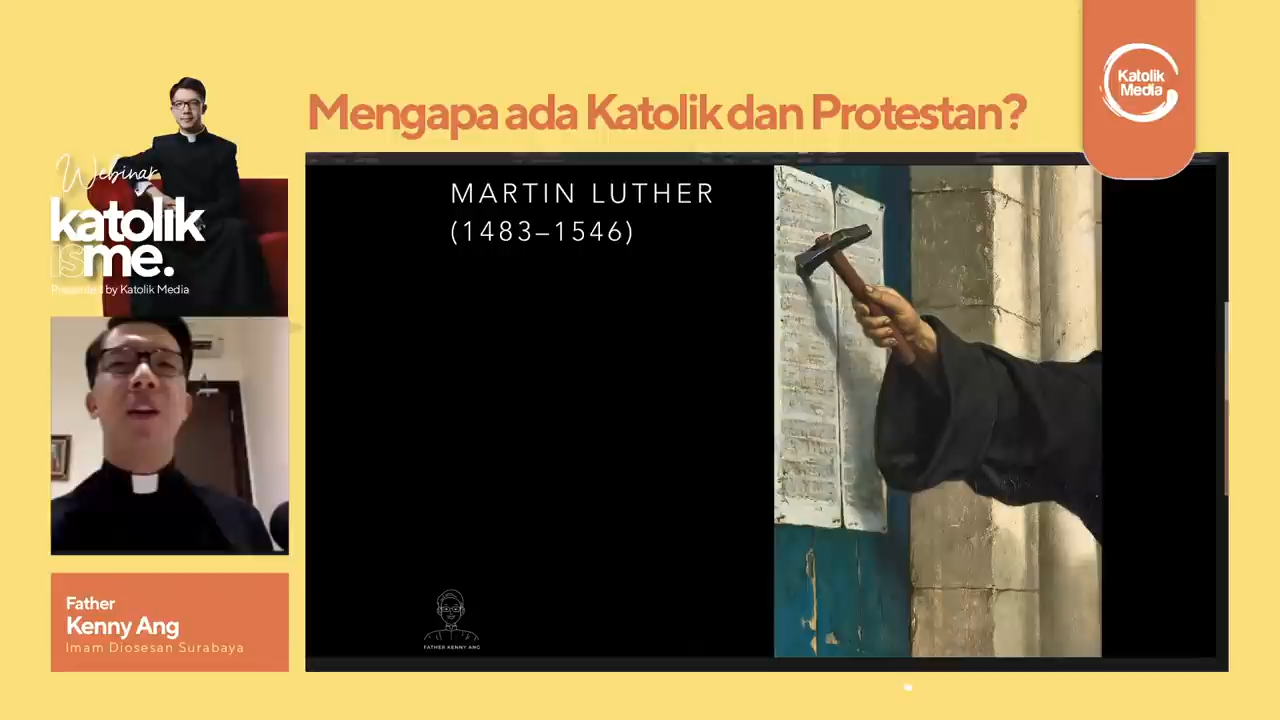 Mengapa ada Katolik dan Protestan?
Katolik
Media
Webinar
katolik
isme.
Presented by Katolik Media
MARTIN LUTHER
(1483–1546)
FATHER KENNY ANG
Father
Kenny Ang
Imam Diosesan Surabaya